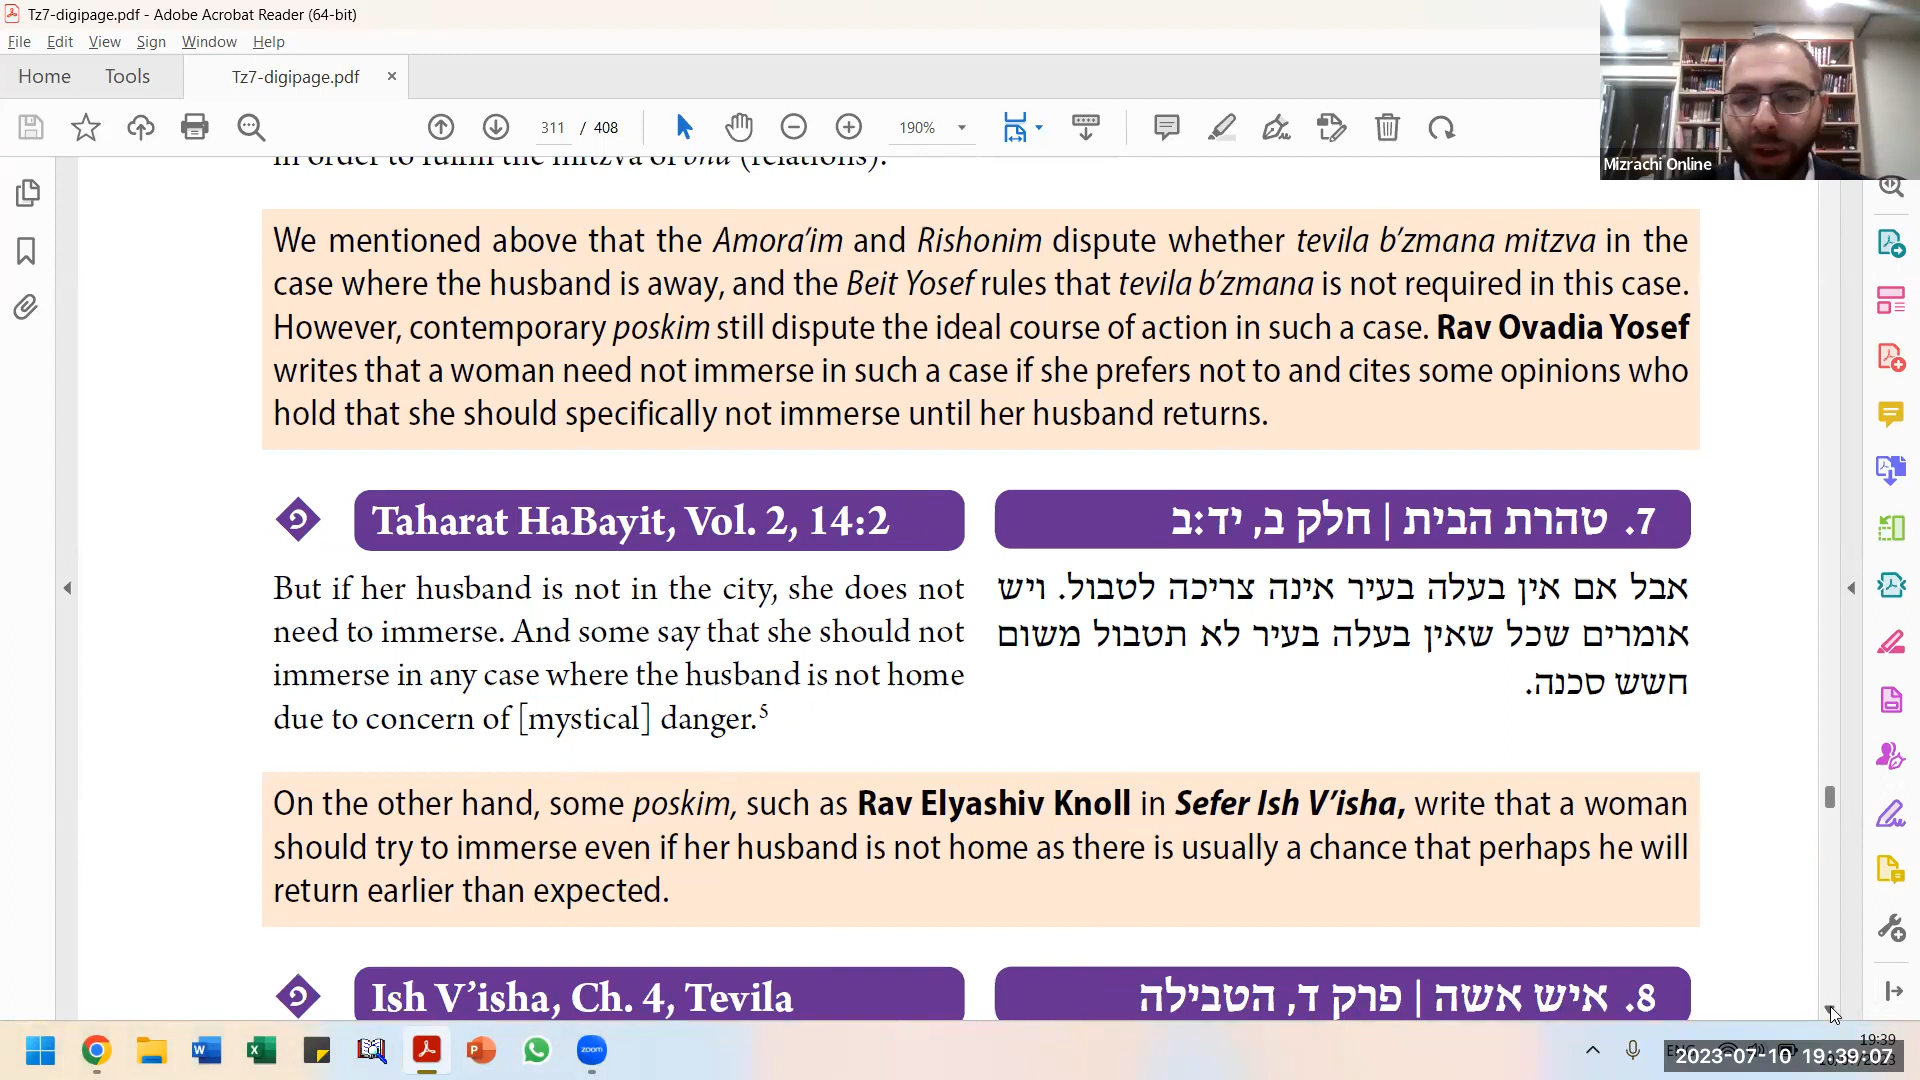 Tz7-digipage.pdf - Adobe Acrobat Reader (64-bit)
File Edit View Sign Window Help
Home Tools Tz7-digipage.pdf ×
311 / 408 190%
Mizrachi Online
in order to fulfill the mitzva of ona (relations).
We mentioned above that the Amora’im and Rishonim dispute whether tevila b’zmana mitzva in the
case where the husband is away, and the Beit Yosef rules that tevila b’zmana is not required in this case.
However, contemporary poskim still dispute the ideal course of action in such a case. Rav Ovadia Yosef
writes that a woman need not immerse in such a case if she prefers not to and cites some opinions who
hold that she should specifically not immerse until her husband returns.
Taharat HaBayit, Vol. 2, 14:2
But if her husband is not in the city, she does not
need to immerse. And some say that she should not
immerse in any case where the husband is not home
due to concern of [mystical] danger.5
7. טהרת הבית | חלק ב, יד:ב
אבל אם אין בעלה בעיר אינה צריכה לטבול. ויש
אומרים שכל שאין בעלה בעיר לא תטבול משום
חשש סכנה.
On the other hand, some poskim, such as Rav Elyashiv Knoll in Sefer Ish V’isha, write that a woman
should try to immerse even if her husband is not home as there is usually a chance that perhaps he will
return earlier than expected.
Ish V’isha, Ch. 4, Tevila
8. איש אשה | פרק ד, הטבילה
zoom
19:39
2023-07-10 19:39:07